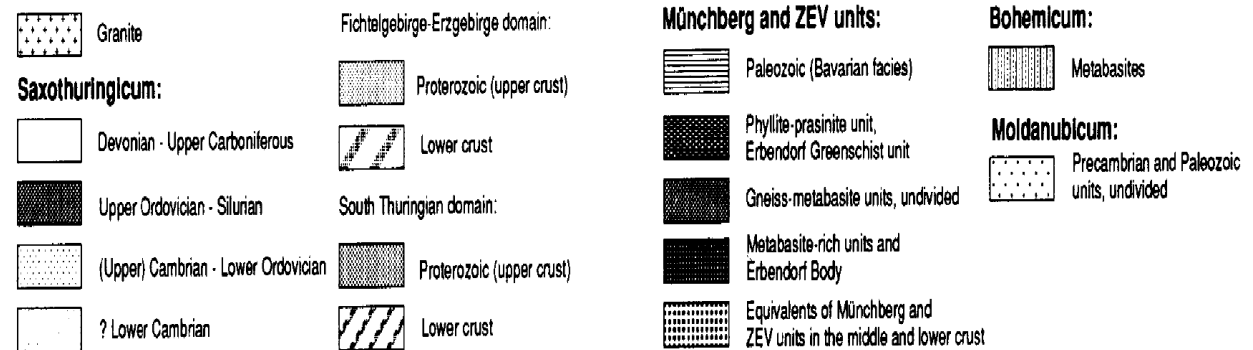 Granite
Saxothuringicum:
Devonian - Upper Carboniferous
Upper Ordovician - Silurian
(Upper) Cambrian - Lower Ordovician
? Lower Cambrian
Fichtelgebirge-Erzgebirge domain:
Proterozoic (upper crust)
Lower crust
South Thuringian domain:
Proterozoic (upper crust)
Lower crust
Münchberg and ZEV units:
Paleozoic (Bavarian facies)
Phyllite-prasinite unit,
Erbendorf Greenschist unit
Gneiss-metabasite units, undivided
Metabasite-rich units and
Erbendorf Body
Equivalents of Münchberg and
ZEV units in the middle and lower crust
Bohemicum:
Metabasites
Moldanubicum:
Precambrian and Paleozoic
units, undivided